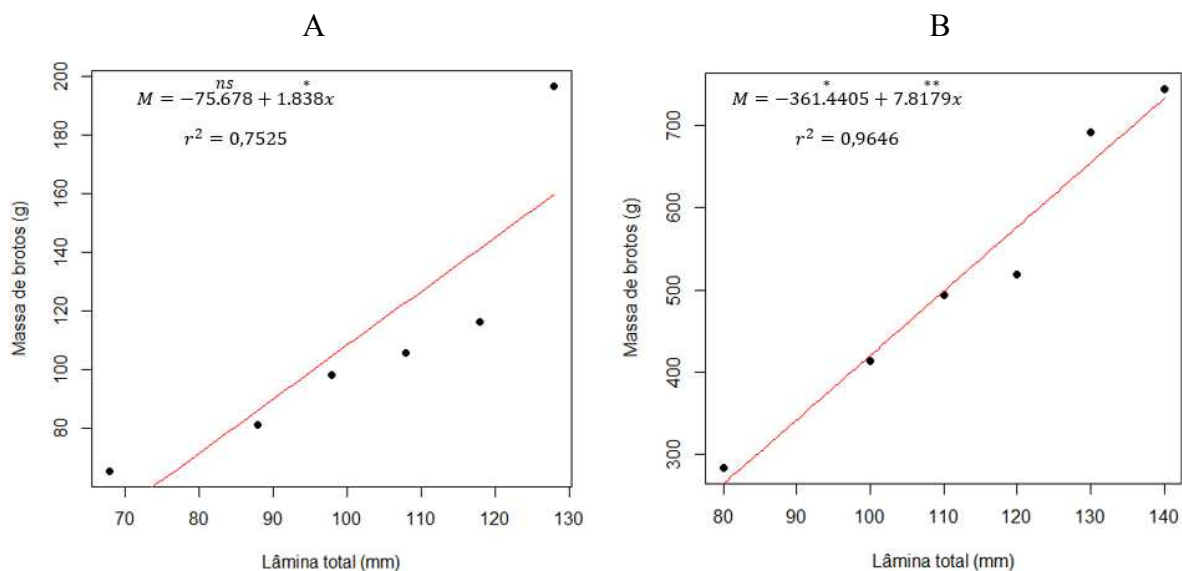 A
ns *
M = −75.678 + 1.838x
r² = 0,7525
200
180
160
140
120
100
80
Massa de brotos (g)
70 80 90 100 110 120 130
Lâmina total (mm)
B
* **
M = −361.4405 + 7.8179x
r² = 0,9646
700
600
500
400
300
Massa de brotos (g)
80 90 100 110 120 130 140
Lâmina total (mm)